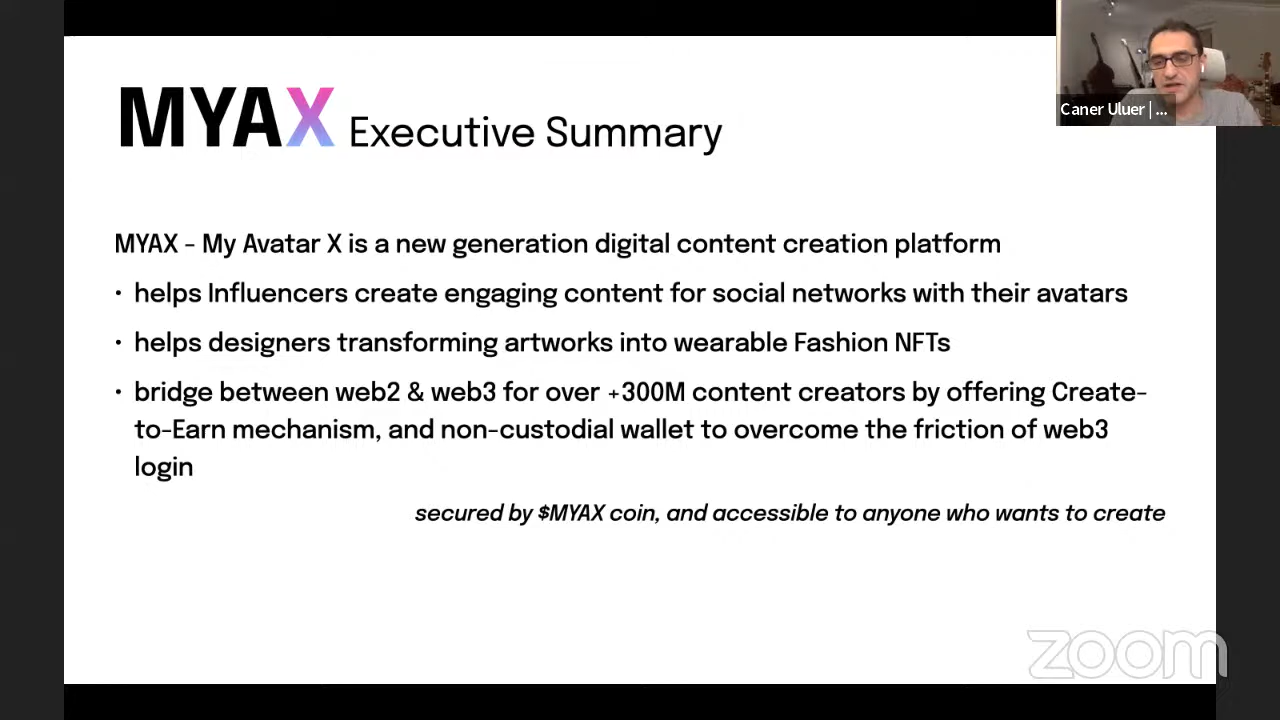 MYAX Executive Summary
Caner Uluer | ...
MYAX - My Avatar X is a new generation digital content creation platform
• helps Influencers create engaging content for social networks with their avatars
• helps designers transforming artworks into wearable Fashion NFTs
• bridge between web2 & web3 for over +300M content creators by offering Create-
to-Earn mechanism, and non-custodial wallet to overcome the friction of web3
login
secured by $MYAX coin, and accessible to anyone who wants to create
zoom